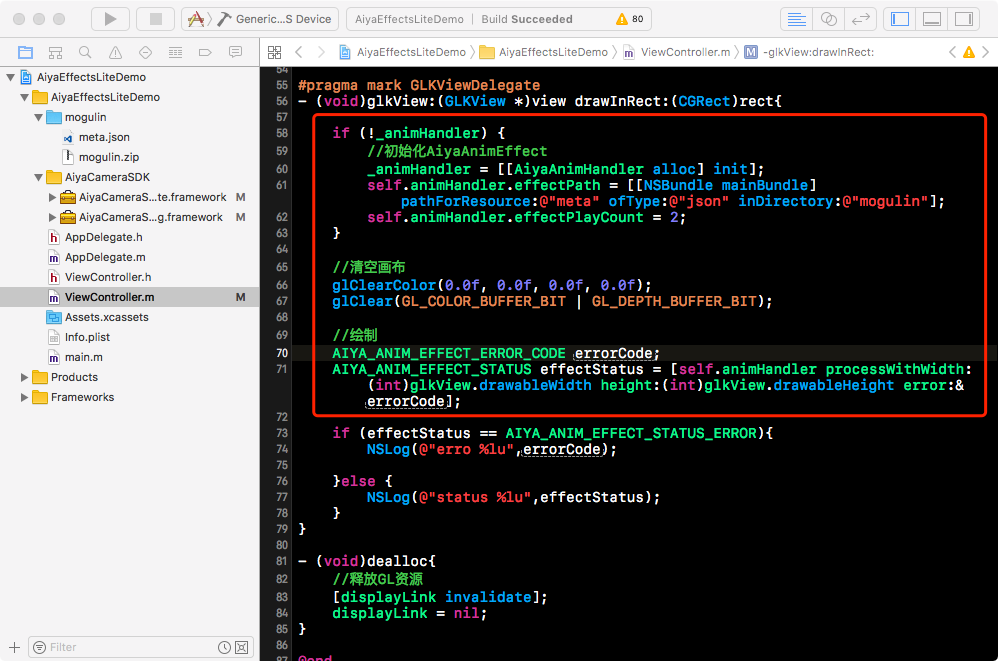 Generic...S Device
AiyaEffectsLiteDemo | Build Succeeded
80
AiyaEffectsLiteDemo
AiyaEffectsLiteDemo
mogulin
meta.json
mogulin.zip
AiyaCameraSDK
AiyaCameraS...te.framework M
AiyaCameraS...g.framework M
AppDelegate.h
AppDelegate.m
ViewController.h
ViewController.m M
Assets.xcassets
Info.plist
main.m
Products
Frameworks
Filter
AiyaEffectsLiteDemo
AiyaEffectsLiteDemo
ViewController.m
M -glkView:drawInRect:
54
55 #pragma mark GLKViewDelegate
56 - (void)glkView:(GLKView *)view drawInRect:(CGRect)rect{
57
58 if (!_animHandler) {
59 //初始化AiyaAnimEffect
60 _animHandler = [[AiyaAnimHandler alloc] init];
61 self.animHandler.effectPath = [[NSBundle mainBundle]
pathForResource:@"meta" ofType:@"json" inDirectory:@"mogulin"];
62 self.animHandler.effectPlayCount = 2;
63 }
64
65 //清空画布
66 glClearColor(0.0f, 0.0f, 0.0f, 0.0f);
67 glClear(GL_COLOR_BUFFER_BIT | GL_DEPTH_BUFFER_BIT);
68
69 //绘制
70 AIYA_ANIM_EFFECT_ERROR_CODE errorCode;
71 AIYA_ANIM_EFFECT_STATUS effectStatus = [self.animHandler processWithWidth:
(int)glkView.drawableWidth height:(int)glkView.drawableHeight error:&
errorCode];
72
73 if (effectStatus == AIYA_ANIM_EFFECT_STATUS_ERROR){
74 NSLog(@"erro %lu",errorCode);
75
76 }else {
77 NSLog(@"status %lu",effectStatus);
78 }
79 }
80
81 - (void)dealloc{
82 //释放GL资源
83 [displayLink invalidate];
84 displayLink = nil;
85 }
86
87 @end